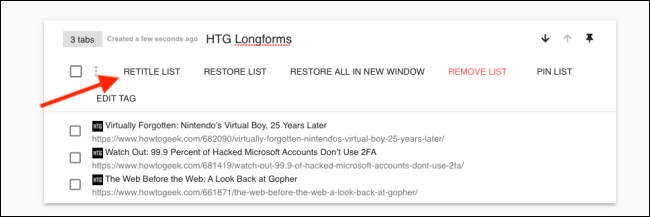 3 tabs Created a few seconds ago HTG Longforms
RETITLE LIST RESTORE LIST RESTORE ALL IN NEW WINDOW REMOVE LIST PIN LIST
EDIT TAG
HTG Virtually Forgotten: Nintendo's Virtual Boy, 25 Years Later
https://www.howtogeek.com/682090/virtually-forgotten-nintendos-virtual-boy-25-years-later/
HTG Watch Out: 99.9 Percent of Hacked Microsoft Accounts Don't Use 2FA
https://www.howtogeek.com/681419/watch-out-99.9-of-hacked-microsoft-accounts-dont-use-2fa/
HTG The Web Before the Web: A Look Back at Gopher
https://www.howtogeek.com/661871/the-web-before-the-web-a-look-back-at-gopher/